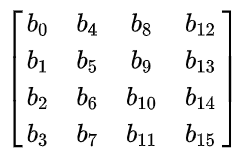 b₀ b₄ b₈ b₁₂
b₁ b₅ b₉ b₁₃
b₂ b₆ b₁₀ b₁₄
b₃ b₇ b₁₁ b₁₅